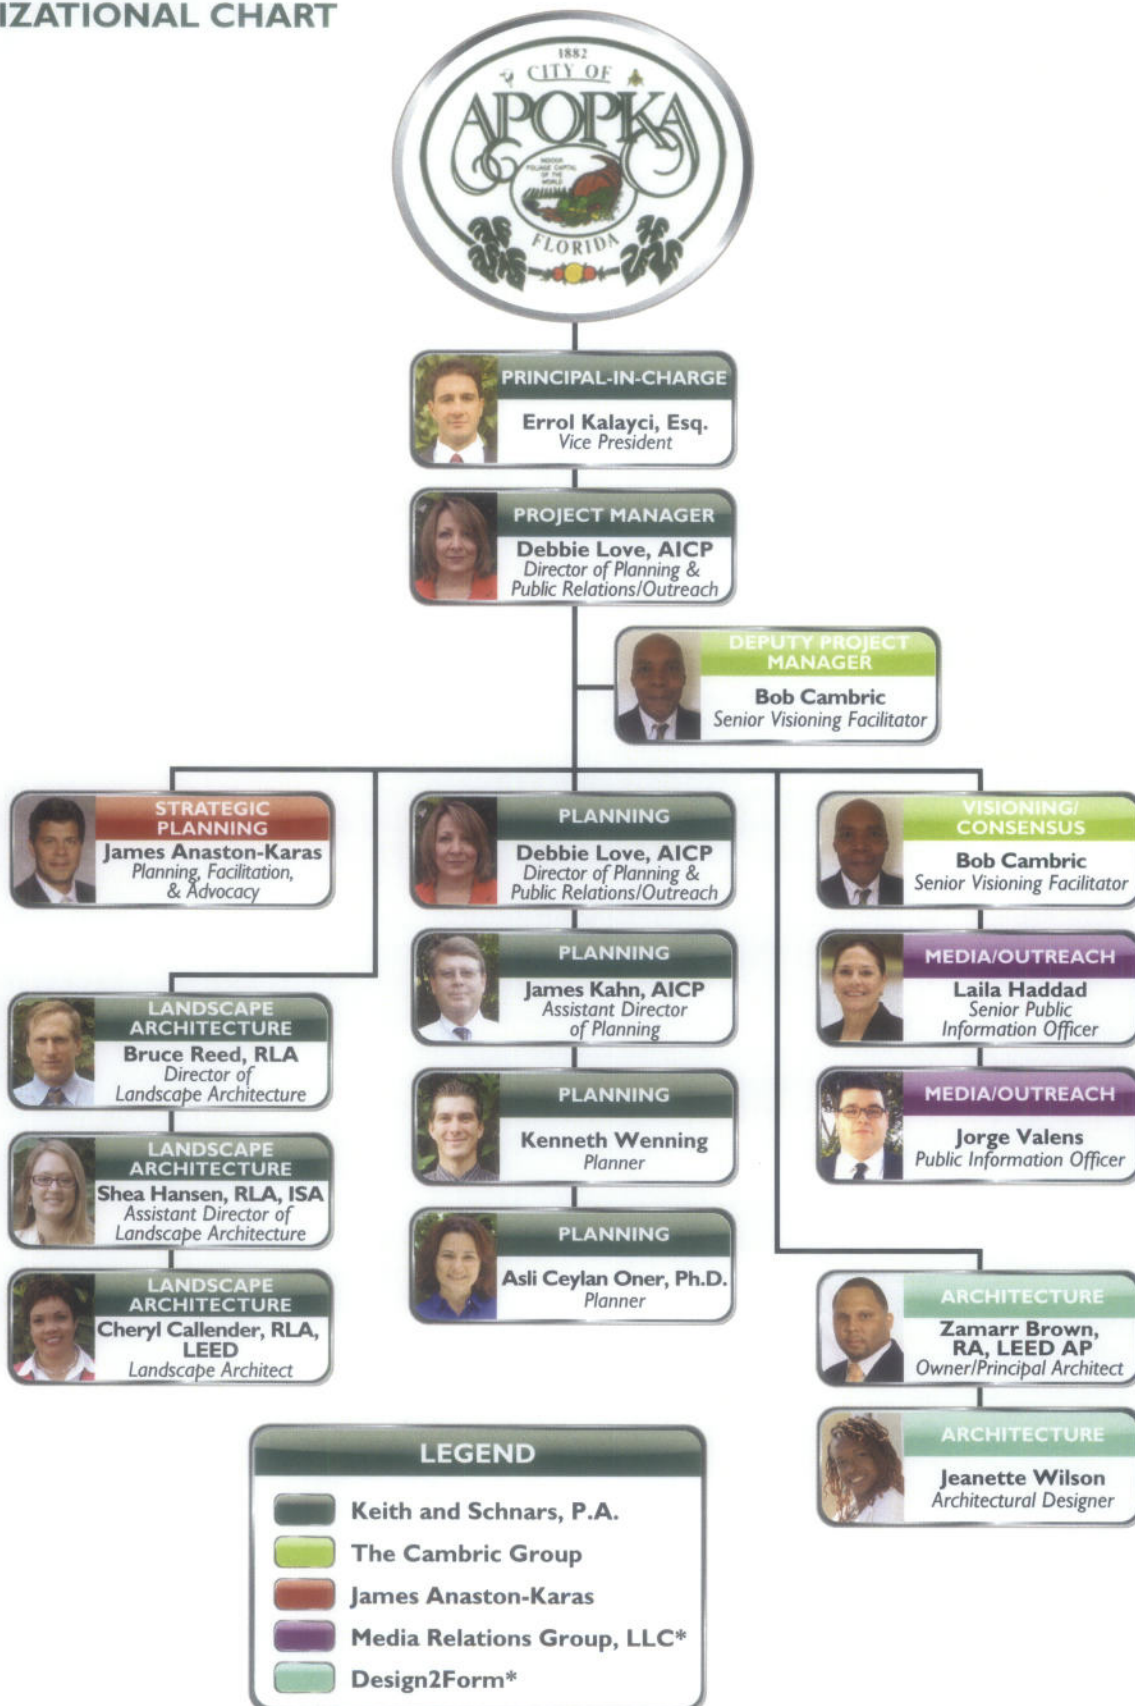 IZATIONAL CHART
1882
CITY OF
APOPKA
INDOOR
FOLIAGE CAPITAL
OF THE
WORLD
FLORIDA
PRINCIPAL-IN-CHARGE
Errol Kalayci, Esq.
Vice President
PROJECT MANAGER
Debbie Love, AICP
Director of Planning &
Public Relations/Outreach
DEPUTY PROJECT
MANAGER
Bob Cambric
Senior Visioning Facilitator
STRATEGIC
PLANNING
James Anaston-Karas
Planning, Facilitation,
& Advocacy
LANDSCAPE
ARCHITECTURE
Bruce Reed, RLA
Director of
Landscape Architecture
LANDSCAPE
ARCHITECTURE
Shea Hansen, RLA, ISA
Assistant Director of
Landscape Architecture
LANDSCAPE
ARCHITECTURE
Cheryl Callender, RLA,
LEED
Landscape Architect
PLANNING
Debbie Love, AICP
Director of Planning &
Public Relations/Outreach
PLANNING
James Kahn, AICP
Assistant Director
of Planning
PLANNING
Kenneth Wenning
Planner
PLANNING
Asli Ceylan Oner, Ph.D.
Planner
VISIONING/
CONSENSUS
Bob Cambric
Senior Visioning Facilitator
MEDIA/OUTREACH
Laila Haddad
Senior Public
Information Officer
MEDIA/OUTREACH
Jorge Valens
Public Information Officer
ARCHITECTURE
Zamarr Brown,
RA, LEED AP
Owner/Principal Architect
ARCHITECTURE
Jeanette Wilson
Architectural Designer
LEGEND
Keith and Schnars, P.A.
The Cambric Group
James Anaston-Karas
Media Relations Group, LLC*
Design2Form*